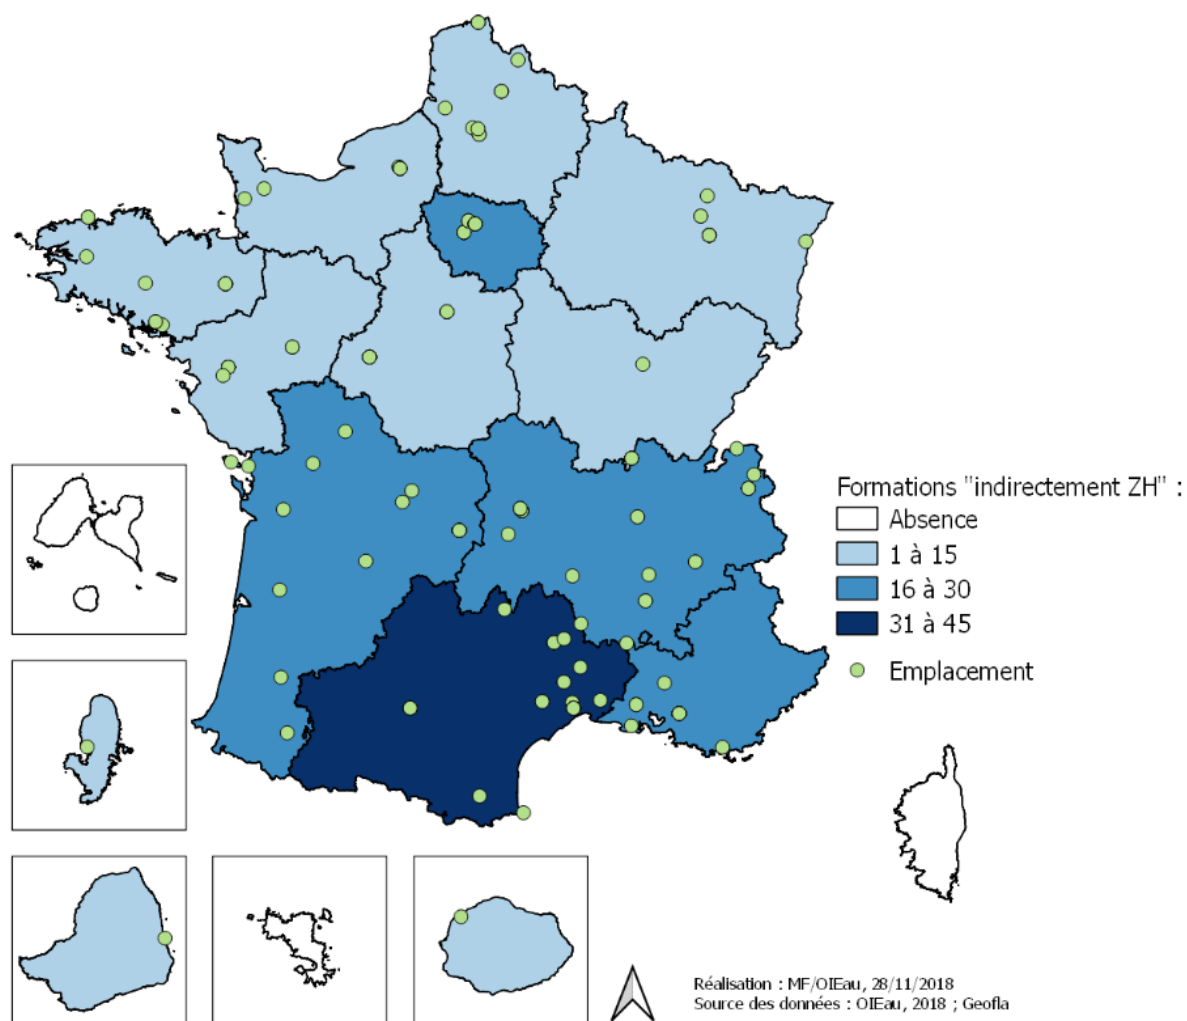 Formations "indirectement ZH" :
Absence
1 à 15
16 à 30
31 à 45
Emplacement
Réalisation : MF/OIEau, 28/11/2018
Source des données : OIEau, 2018 ; Geofla